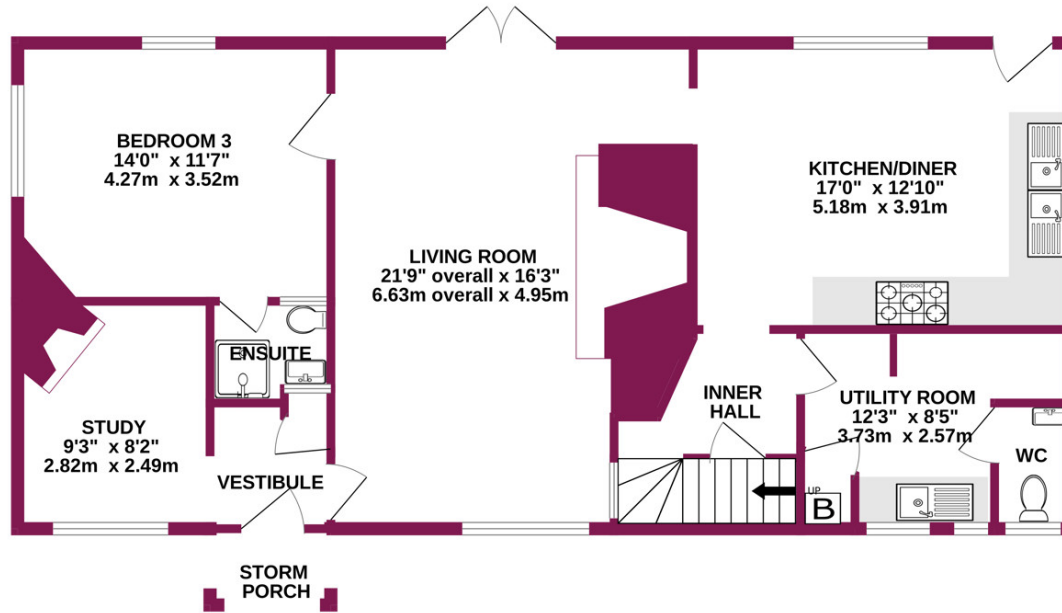 BEDROOM 3
14'0" x 11'7"
4.27m x 3.52m
KITCHEN/DINER
17'0" x 12'10"
5.18m x 3.91m
LIVING ROOM
21'9" overall x 16'3"
6.63m overall x 4.95m
ENSUITE
INNER
HALL
UTILITY ROOM
12'3" x 8'5"
3.73m x 2.57m
STUDY
9'3" x 8'2"
2.82m x 2.49m
WC
VESTIBULE
UP
B
STORM
PORCH